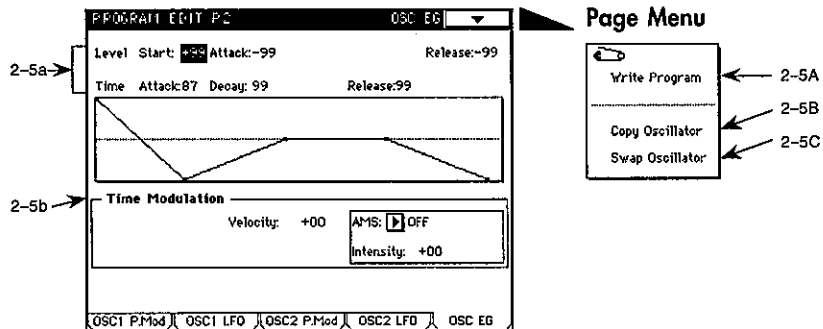 PROGRAM EDIT P2 OSC EG
Page Menu
Level Start: +99 Attack:-99 Release:-99
2-5a
Time Attack:87 Decay: 99 Release:99
Write Program
2-5A
2-5B
Copy Oscillator
2-5C
Swap Oscillator
2-5b
Time Modulation
Velocity: +00 AMS: OFF
Intensity: +00
OSC1 P.Mod OSC1 LFO OSC2 P.Mod OSC2 LFO OSC EG